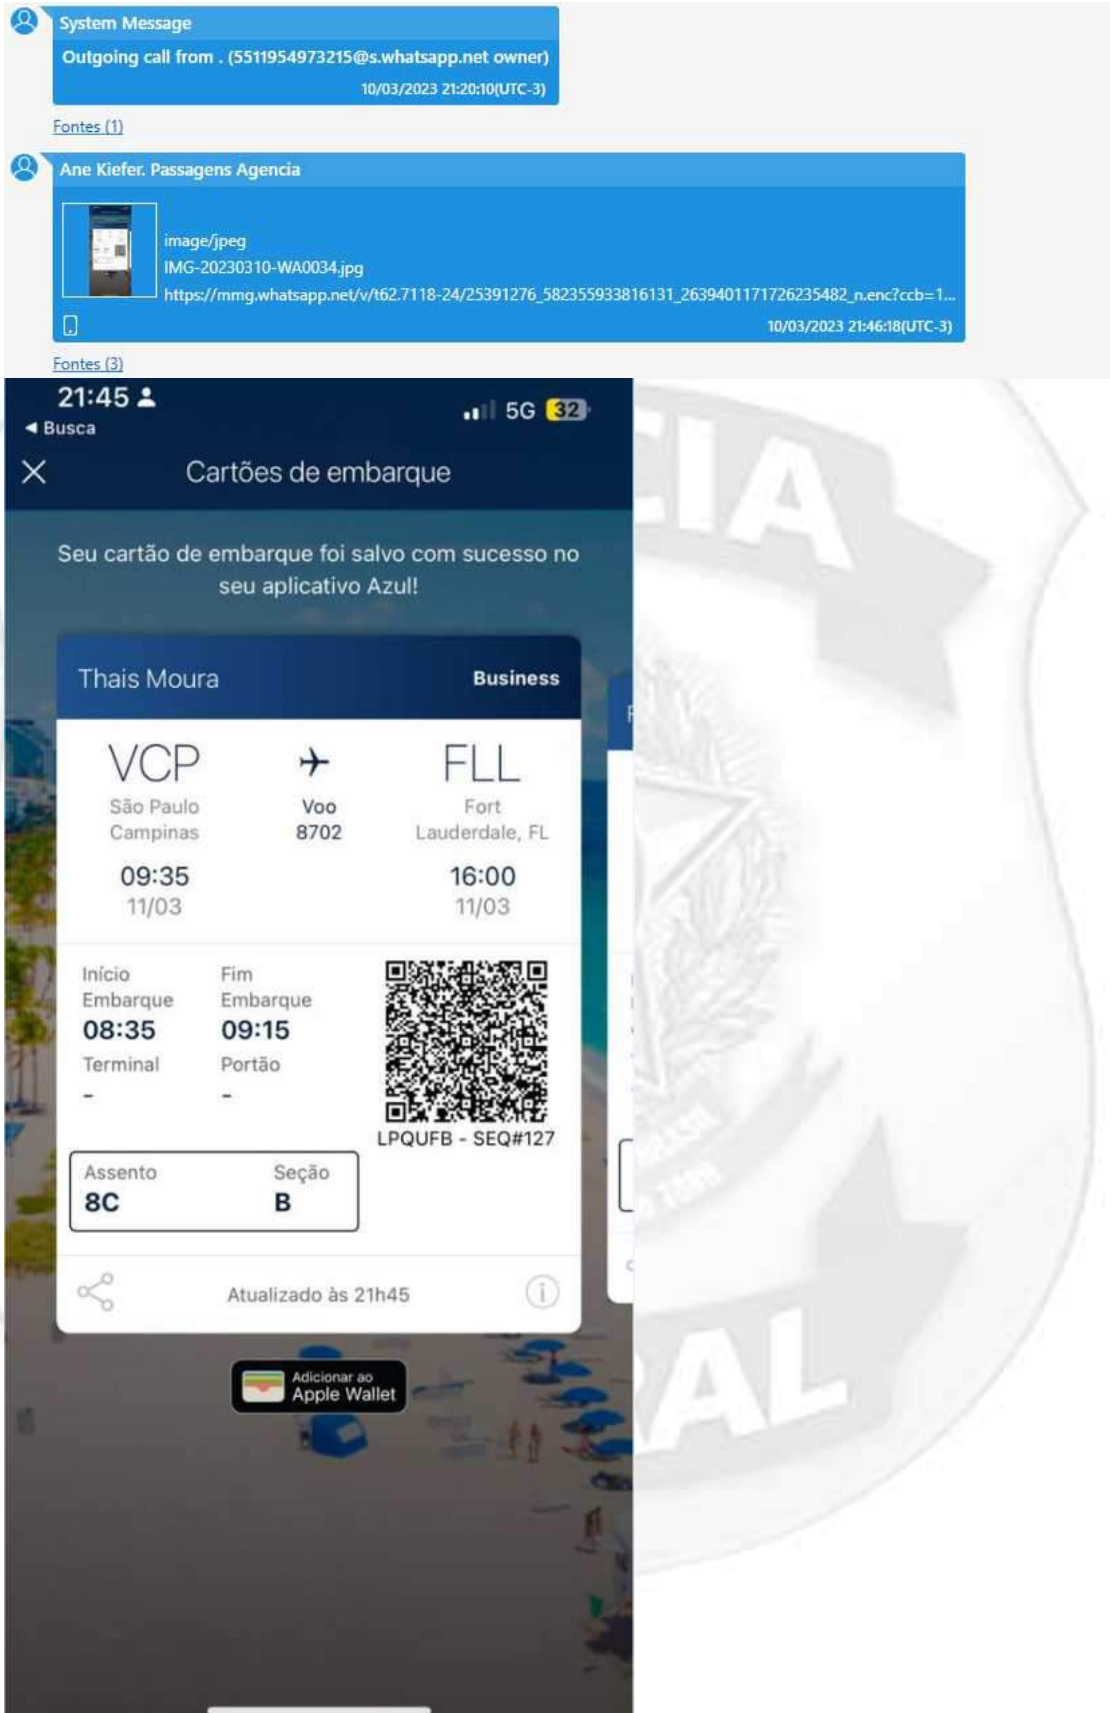 System Message
Outgoing call from . (5511954973215@s.whatsapp.net owner)
10/03/2023 21:20:10(UTC-3)
Fontes (1)
Ane Kiefer. Passagens Agencia
image/jpeg
IMG-20230310-WA0034.jpg
https://mmg.whatsapp.net/v/t62.7118-24/25391276_582355933816131_2639401171726235482_n.enc?ccb=1...
10/03/2023 21:46:18(UTC-3)
Fontes (3)
21:45
5G 32
Busca
Cartões de embarque
Seu cartão de embarque foi salvo com sucesso no
seu aplicativo Azul!
Thais Moura Business
VCP FLL
São Paulo Voo Fort
Campinas 8702 Lauderdale, FL
09:35 16:00
11/03 11/03
Início Fim
Embarque Embarque
08:35 09:15
Terminal Portão
- -
LPQUFB - SEQ#127
Assento Seção
8C B
Atualizado às 21h45
Adicionar ao
Apple Wallet